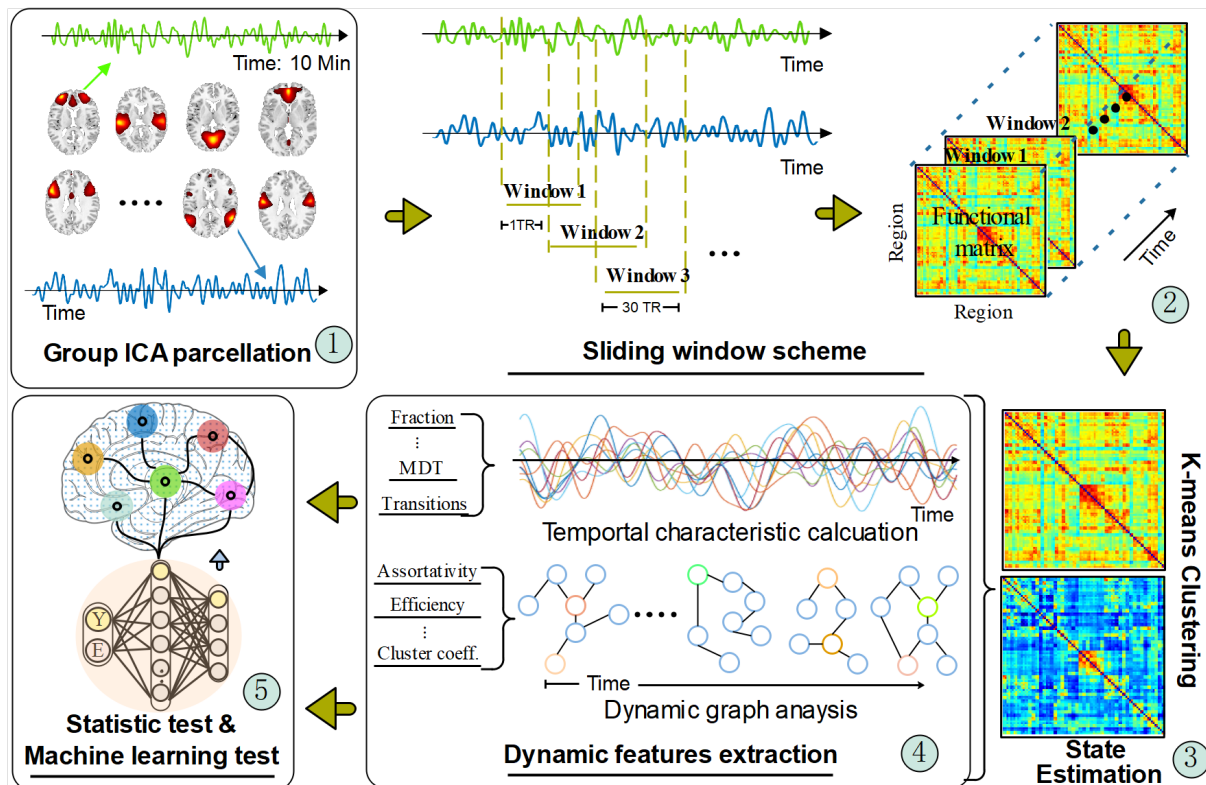 Time: 10 Min
Time
Group ICA parcellation
1
Time
Time
Window 1
1TR
Window 2
Window 3
30 TR
Sliding window scheme
Window 2
Window 1
Functional
matrix
Region
Region
Time
2
K-means Clustering
State
Estimation
3
Fraction
MDT
Transitions
Time
Temportal characteristic calcuation
Assortativity
Efficiency
Cluster coeff.
Time
Dynamic graph anaysis
Dynamic features extraction
4
Y
E
5
Statistic test &
Machine learning test